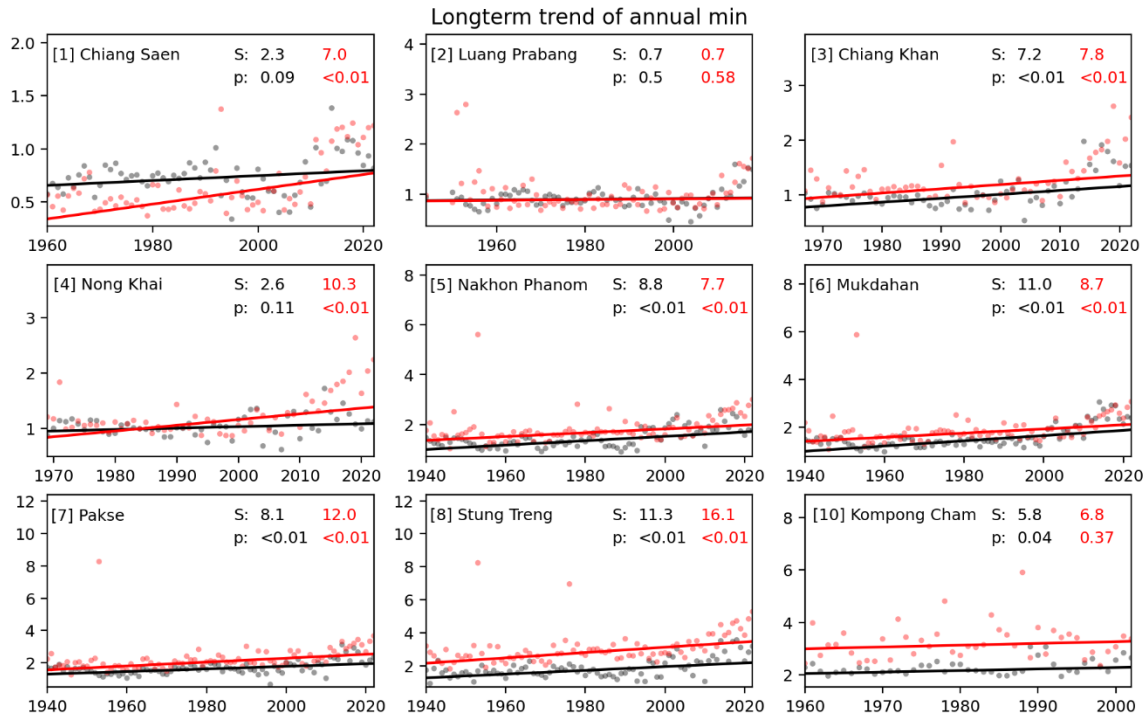 Longterm trend of annual min
[1] Chiang Saen S: 2.3 7.0
p: 0.09 <0.01
2.0
1.5
1.0
0.5
1960 1980 2000 2020
[2] Luang Prabang S: 0.7 0.7
p: 0.5 0.58
4
3
2
1
1960 1980 2000
[3] Chiang Khan S: 7.2 7.8
p: <0.01 <0.01
4
3
2
1
1970 1980 1990 2000 2010 2020
[4] Nong Khai S: 2.6 10.3
p: 0.11 <0.01
3
2
1
1970 1980 1990 2000 2010 2020
[5] Nakhon Phanom S: 8.8 7.7
p: <0.01 <0.01
8
6
4
2
1940 1960 1980 2000 2020
[6] Mukdahan S: 11.0 8.7
p: <0.01 <0.01
8
6
4
2
1940 1960 1980 2000 2020
[7] Pakse S: 8.1 12.0
p: <0.01 <0.01
12
10
8
6
4
2
1940 1960 1980 2000 2020
[8] Stung Treng S: 11.3 16.1
p: <0.01 <0.01
12
10
8
6
4
2
1940 1960 1980 2000 2020
[10] Kompong Cham S: 5.8 6.8
p: 0.04 0.37
8
6
4
2
1960 1970 1980 1990 2000